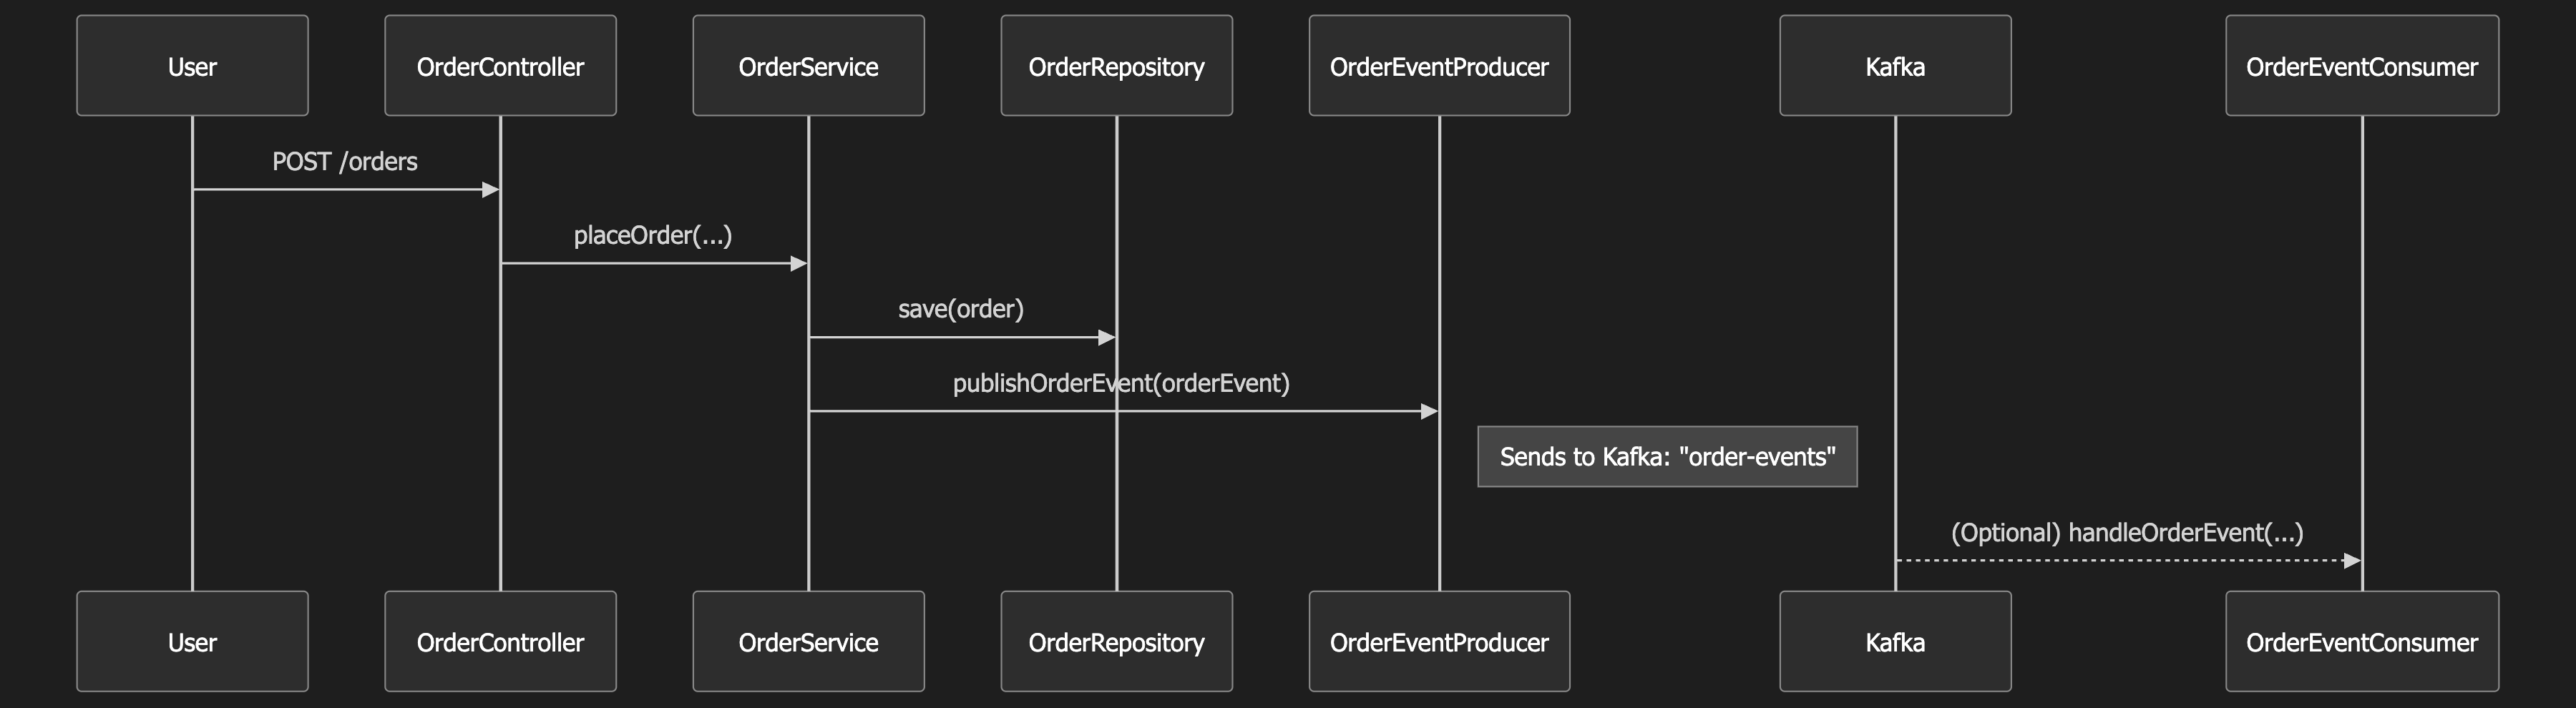 User
OrderController
OrderService
OrderRepository
OrderEventProducer
Kafka
OrderEventConsumer
POST /orders
placeOrder(...)
save(order)
publishOrderEvent(orderEvent)
Sends to Kafka: "order-events"
(Optional) handleOrderEvent(...)
User
OrderController
OrderService
OrderRepository
OrderEventProducer
Kafka
OrderEventConsumer